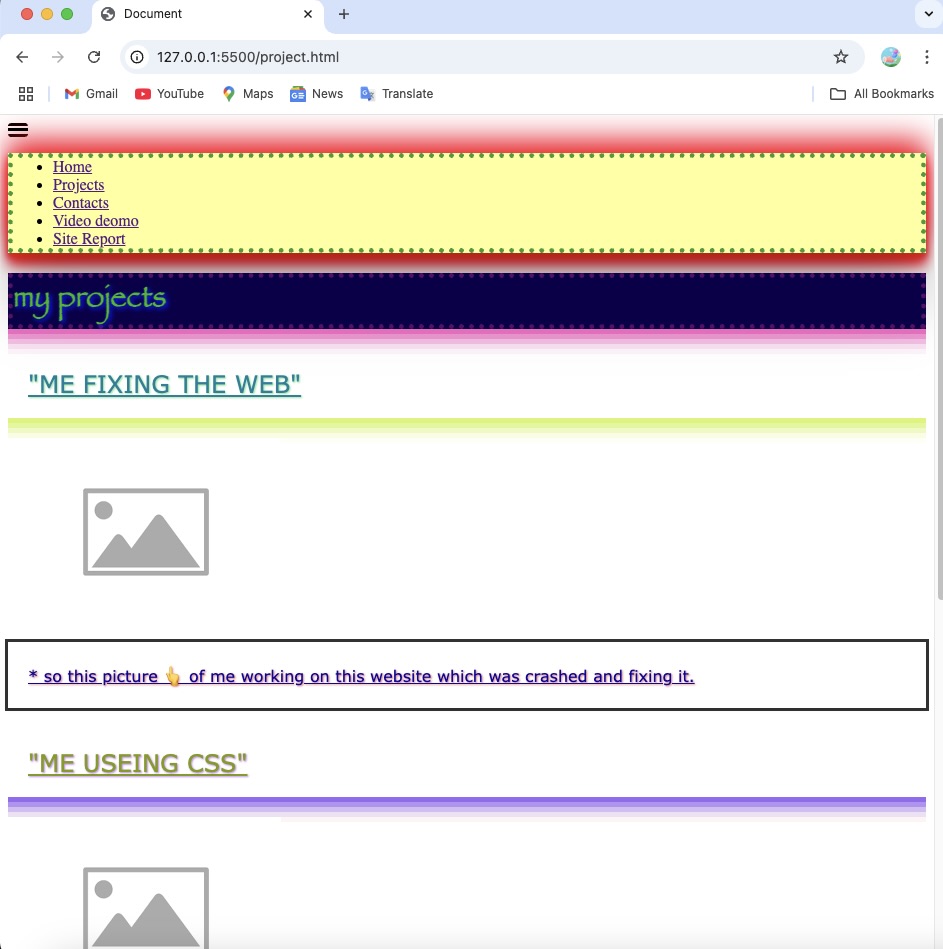 Document
127.0.0.1:5500/project.html
Gmail YouTube Maps News Translate All Bookmarks
Home
Projects
Contacts
Video deomo
Site Report
my projects
"ME FIXING THE WEB"
* so this picture 👆 of me working on this website which was crashed and fixing it.
"ME USEING CSS"